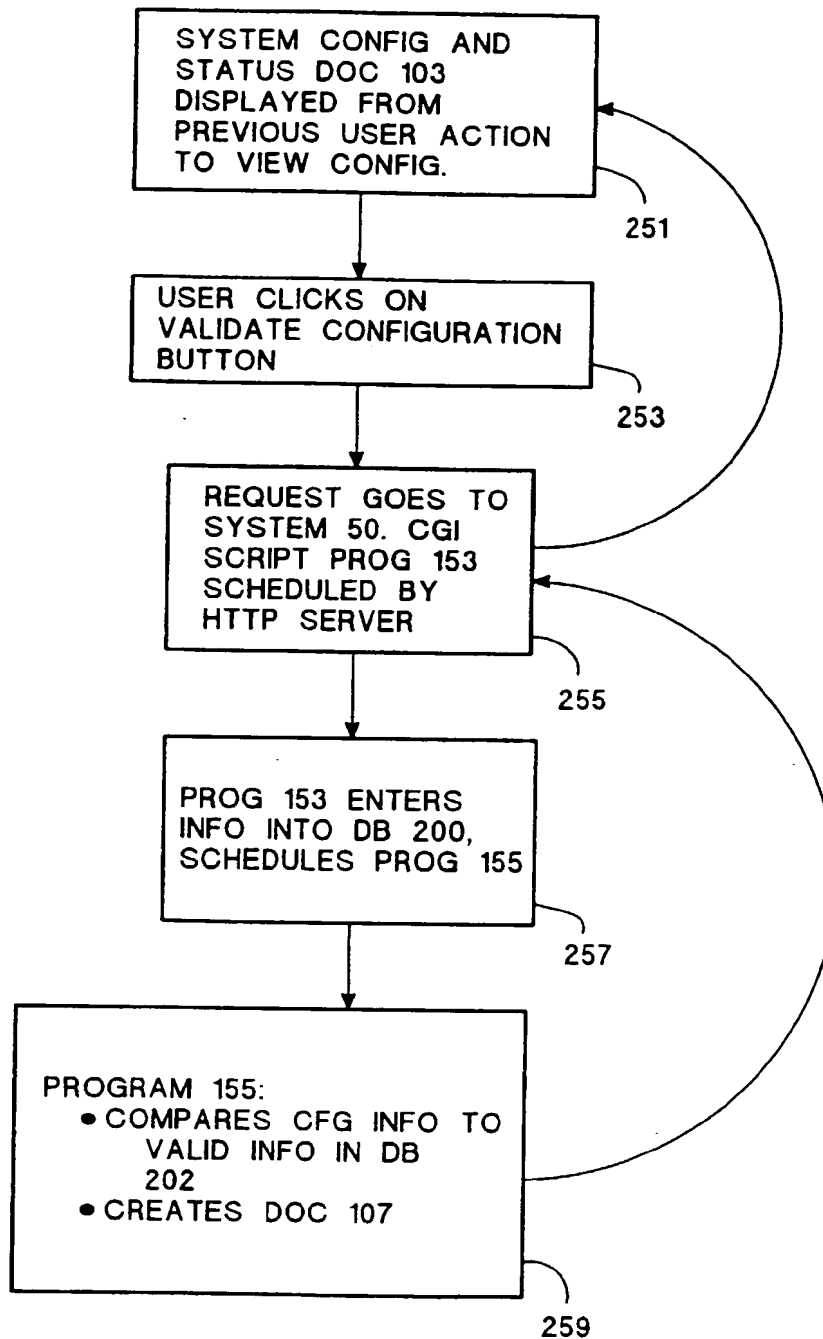 SYSTEM CONFIG AND
STATUS DOC 103
DISPLAYED FROM
PREVIOUS USER ACTION
TO VIEW CONFIG.
251
USER CLICKS ON
VALIDATE CONFIGURATION
BUTTON
253
REQUEST GOES TO
SYSTEM 50. CGI
SCRIPT PROG 153
SCHEDULED BY
HTTP SERVER
255
PROG 153 ENTERS
INFO INTO DB 200,
SCHEDULES PROG 155
257
PROGRAM 155:
● COMPARES CFG INFO TO
VALID INFO IN DB
202
● CREATES DOC 107
259